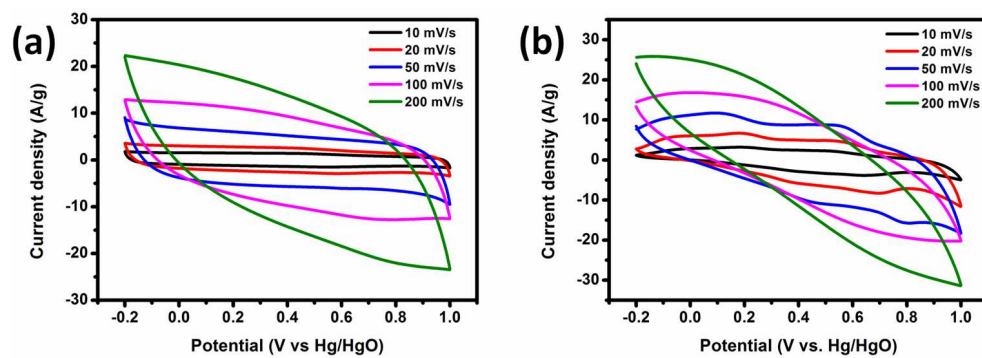 (a)
30
20
10
0
-10
-20
-30
Current density (A/g)
10 mV/s
20 mV/s
50 mV/s
100 mV/s
200 mV/s
-0.2 0.0 0.2 0.4 0.6 0.8 1.0
Potential (V vs Hg/HgO)
(b)
30
20
10
0
-10
-20
-30
Current density (A/g)
10 mV/s
20 mV/s
50 mV/s
100 mV/s
200 mV/s
-0.2 0.0 0.2 0.4 0.6 0.8 1.0
Potential (V vs. Hg/HgO)